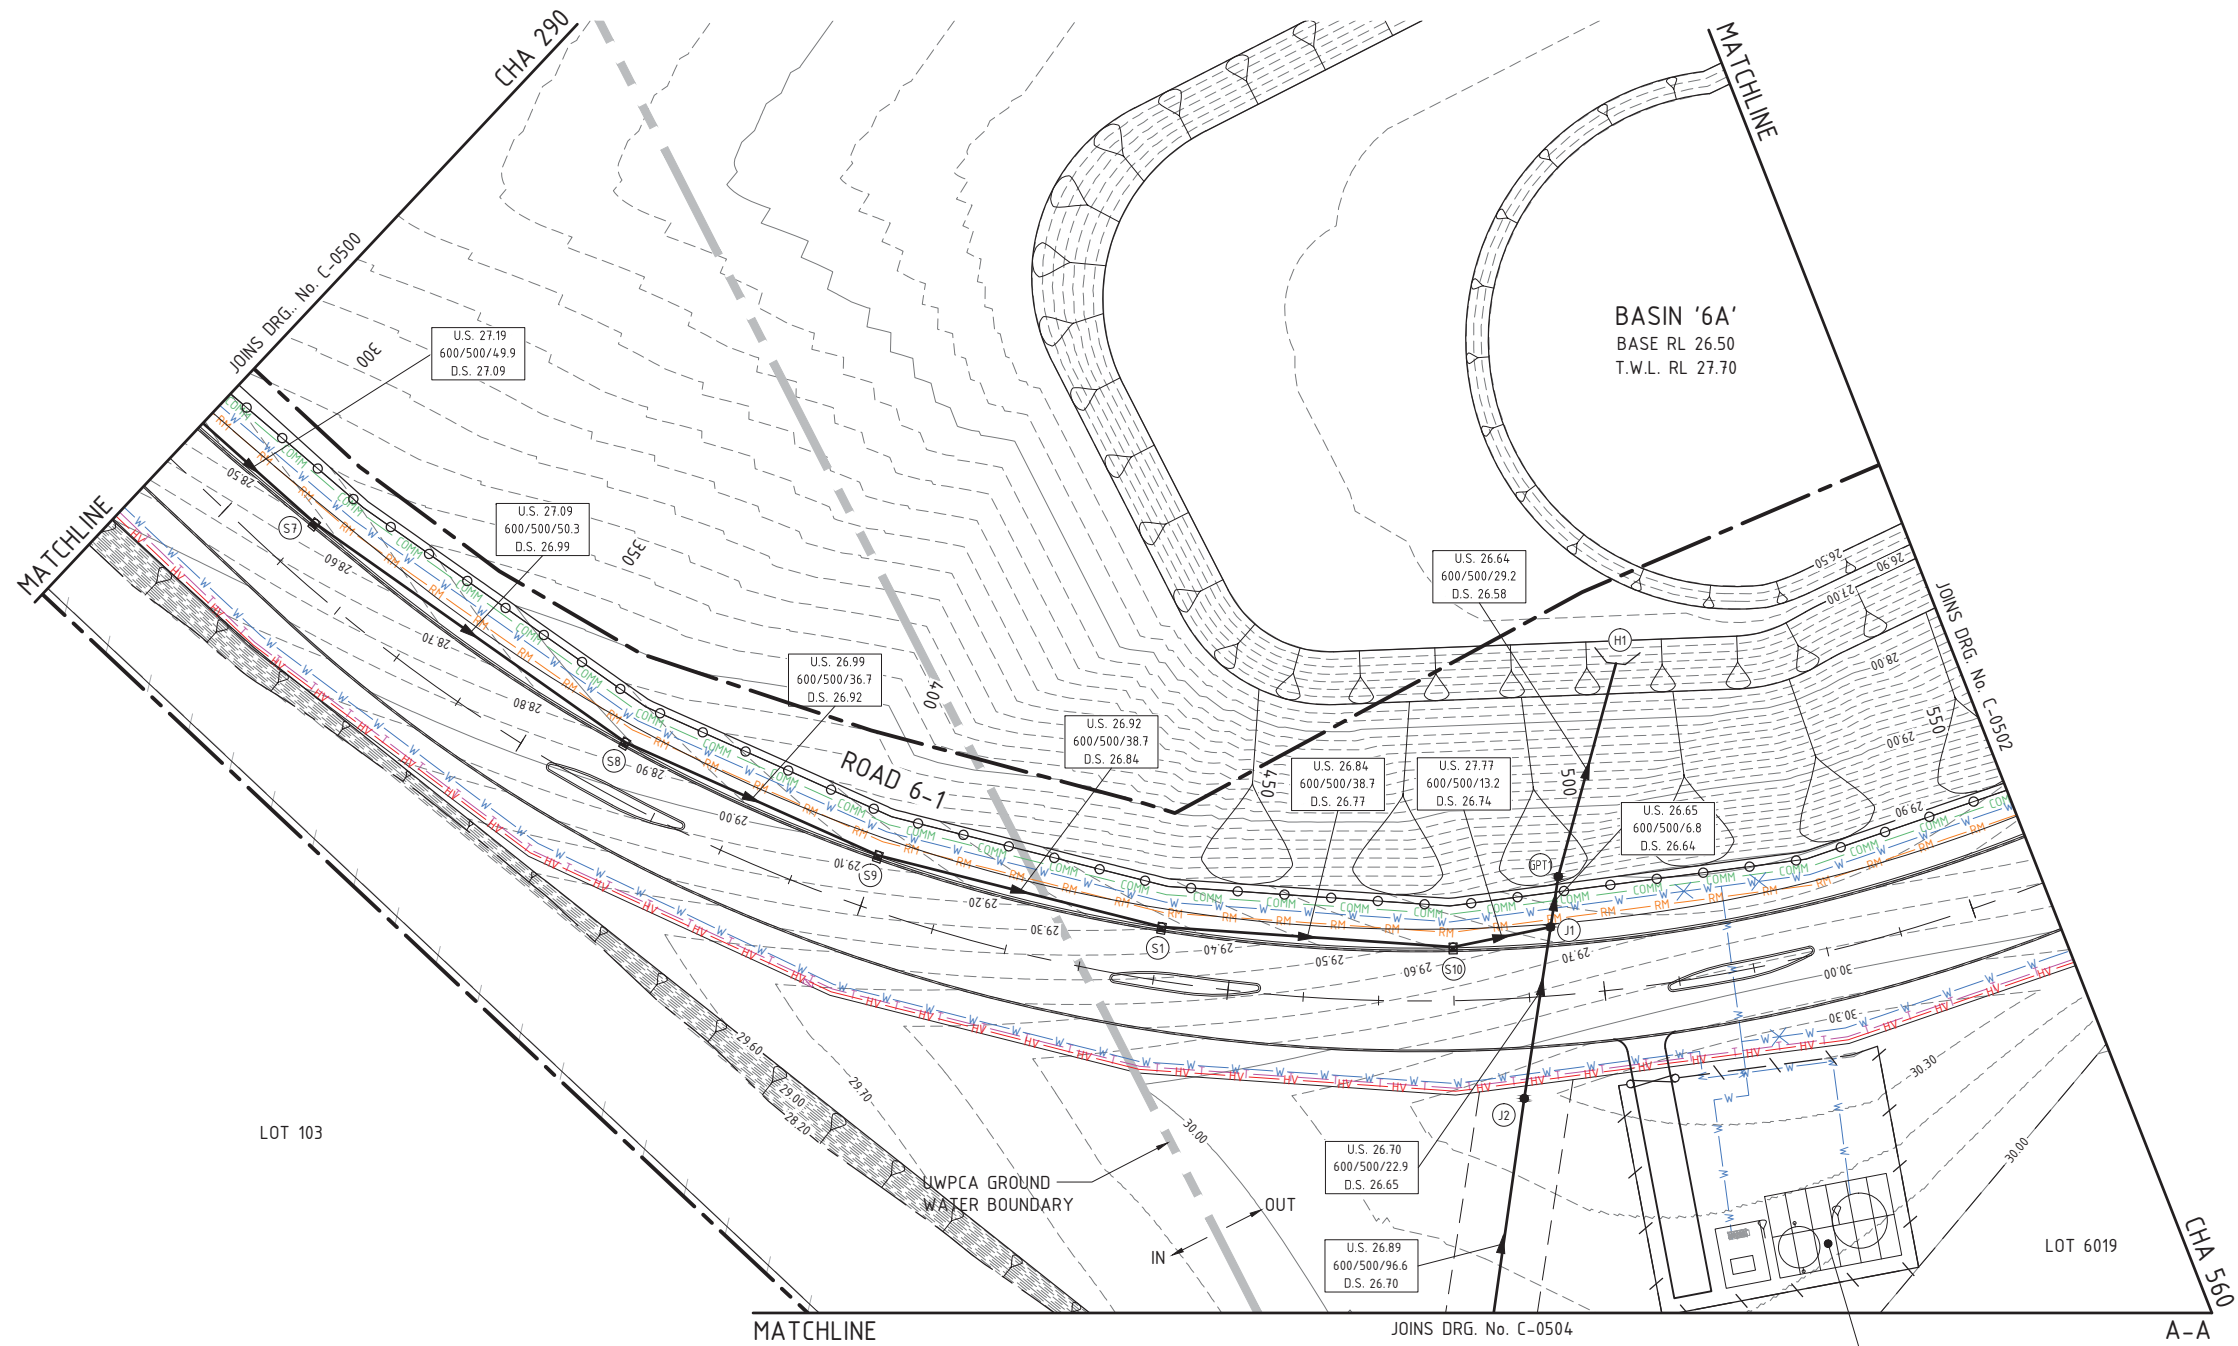 CHA 290
MATCHLINE
JOINS DRG. No. C-0500
300
U.S. 27.19
600/500/49.9
D.S. 27.09
BASIN '6A'
BASE RL 26.50
T.W.L. RL 27.70
MATCHLINE
28.50
S7
28.60
U.S. 27.09
600/500/50.3
D.S. 26.99
350
28.70
28.80
S8
28.90
U.S. 26.99
600/500/36.7
D.S. 26.92
400
ROAD 6-1
29.00
29.10
S9
29.20
U.S. 26.92
600/500/38.7
D.S. 26.84
29.30
S1
29.40
450
U.S. 26.84
600/500/38.7
D.S. 26.77
29.50
U.S. 27.77
600/500/13.2
D.S. 26.74
29.60
S10
U.S. 26.64
600/500/29.2
D.S. 26.58
H1
500
GPT1
U.S. 26.65
600/500/6.8
D.S. 26.64
J1
29.70
26.50
26.90
27.00
28.00
29.00
29.90
550
JOINS DRG. No. C-0502
30.00
30.30
30.30
30.00
J2
U.S. 26.70
600/500/22.9
D.S. 26.65
U.S. 26.89
600/500/96.6
D.S. 26.70
29.60
29.00
28.20
29.70
30.00
UWPCA GROUND
WATER BOUNDARY
OUT
IN
LOT 103
LOT 6019
MATCHLINE
MATCHLINE
JOINS DRG. No. C-0504
CHA 560
A-A
COMM
W
RM
HV
T